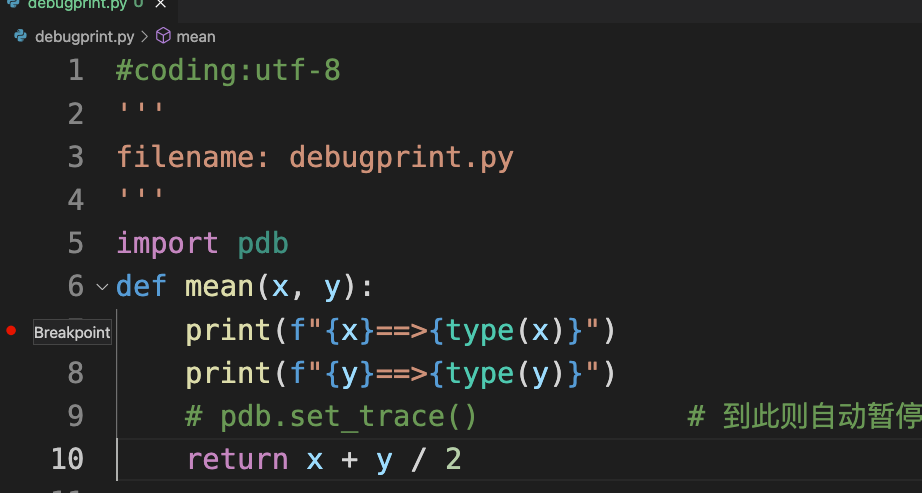 debugprint.py U
debugprint.py > mean
1 #coding:utf-8
2 '''
3 filename: debugprint.py
4 '''
5 import pdb
6 def mean(x, y):
Breakpoint print(f"{x}==>{type(x)}")
8 print(f"{y}==>{type(y)}")
9 # pdb.set_trace() # 到此则自动暂停
10 return x + y / 2
11